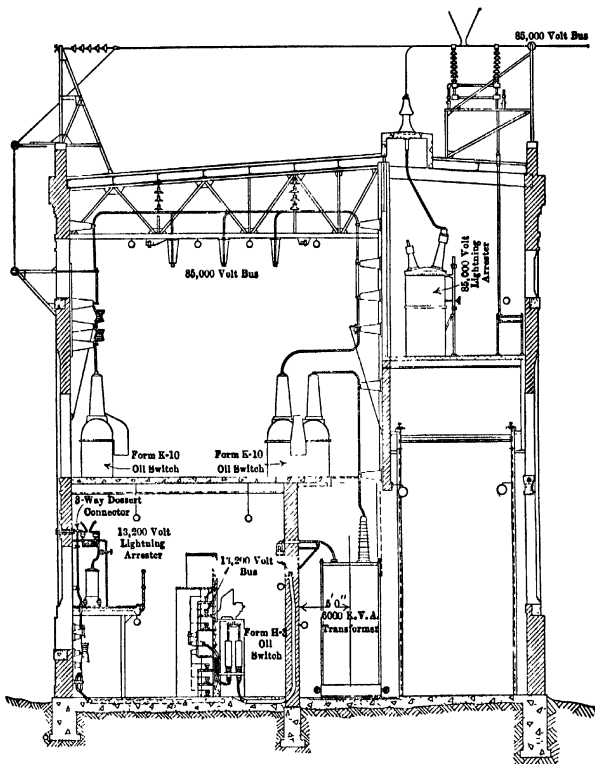 85,000 Volt Bus
85,000 Volt Bus
85,000 Volt
Lightning
Arrester
Form K-10
Oil Switch
Form K-10
Oil Switch
3-Way Dossert
Connector
13,200 Volt
Lightning
Arrester
13,200 Volt
Bus
5'0"
Form H-3
Oil
Switch
6000 K.V.A.
Transformer